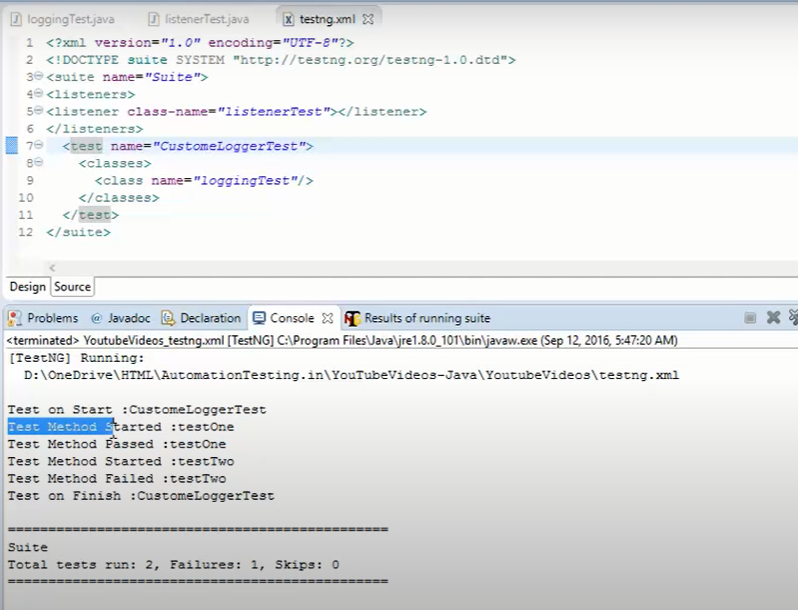 loggingTest.java listenerTest.java testng.xml
1 <?xml version="1.0" encoding="UTF-8"?>
2 <!DOCTYPE suite SYSTEM "http://testng.org/testng-1.0.dtd">
3 <suite name="Suite">
4 <listeners>
5 <listener class-name="listenerTest"></listener>
6 </listeners>
7 <test name="CustomeLoggerTest">
8 <classes>
9 <class name="loggingTest"/>
10 </classes>
11 </test>
12 </suite>
Design Source
Problems @ Javadoc Declaration Console Results of running suite
<terminated> YoutubeVideos_testng.xml [TestNG] C:\Program Files\Java\jre1.8.0_101\bin\javaw.exe (Sep 12, 2016, 5:47:20 AM)
[TestNG] Running:
D:\OneDrive\HTML\AutomationTesting.in\YouTubeVideos-Java\YoutubeVideos\testng.xml
Test on Start :CustomeLoggerTest
Test Method Started :testOne
Test Method Passed :testOne
Test Method Started :testTwo
Test Method Failed :testTwo
Test on Finish :CustomeLoggerTest
===============================================
Suite
Total tests run: 2, Failures: 1, Skips: 0
===============================================